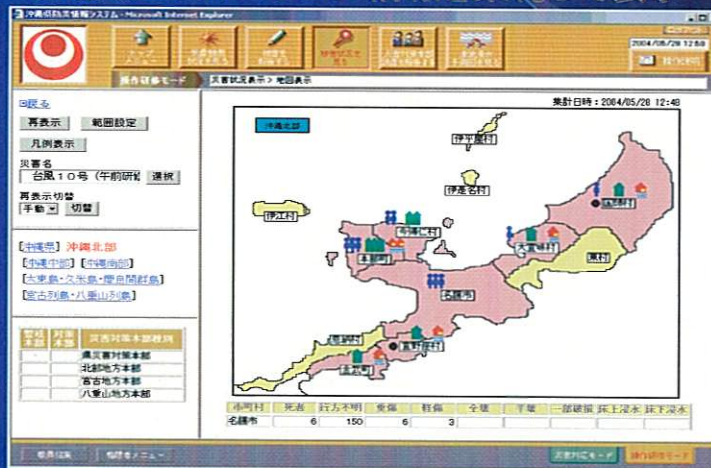 沖縄県防災情報システム - Microsoft Internet Explorer
2004/05/28 12:50
操作研修モード
災害状況表示 > 地図表示
戻る
集計日時：2004/05/28 12:48
再表示 範囲設定
凡例表示
災害名
台風１０号（午前研修 選択
再表示切替
手動 切替
[沖縄県] 沖縄北部
[沖縄中部] [沖縄南部]
[大東島・久米島・慶良間群島]
[宮古列島・八重山列島]
沖縄北部
伊平屋村
伊是名村
伊江村
国頭村
今帰仁村
大宜味村
本部町
東村
名護市
恩納村
宜野座村
金武町
災害対策本部種別
県災害対策本部
北部地方本部
宮古地方本部
八重山地方本部
市町村 死者 行方不明 重傷 軽傷 全壊 半壊 一部破損 床上浸水 床下浸水
名護市 6 150 6 3
災害対応モード 操作研修モード